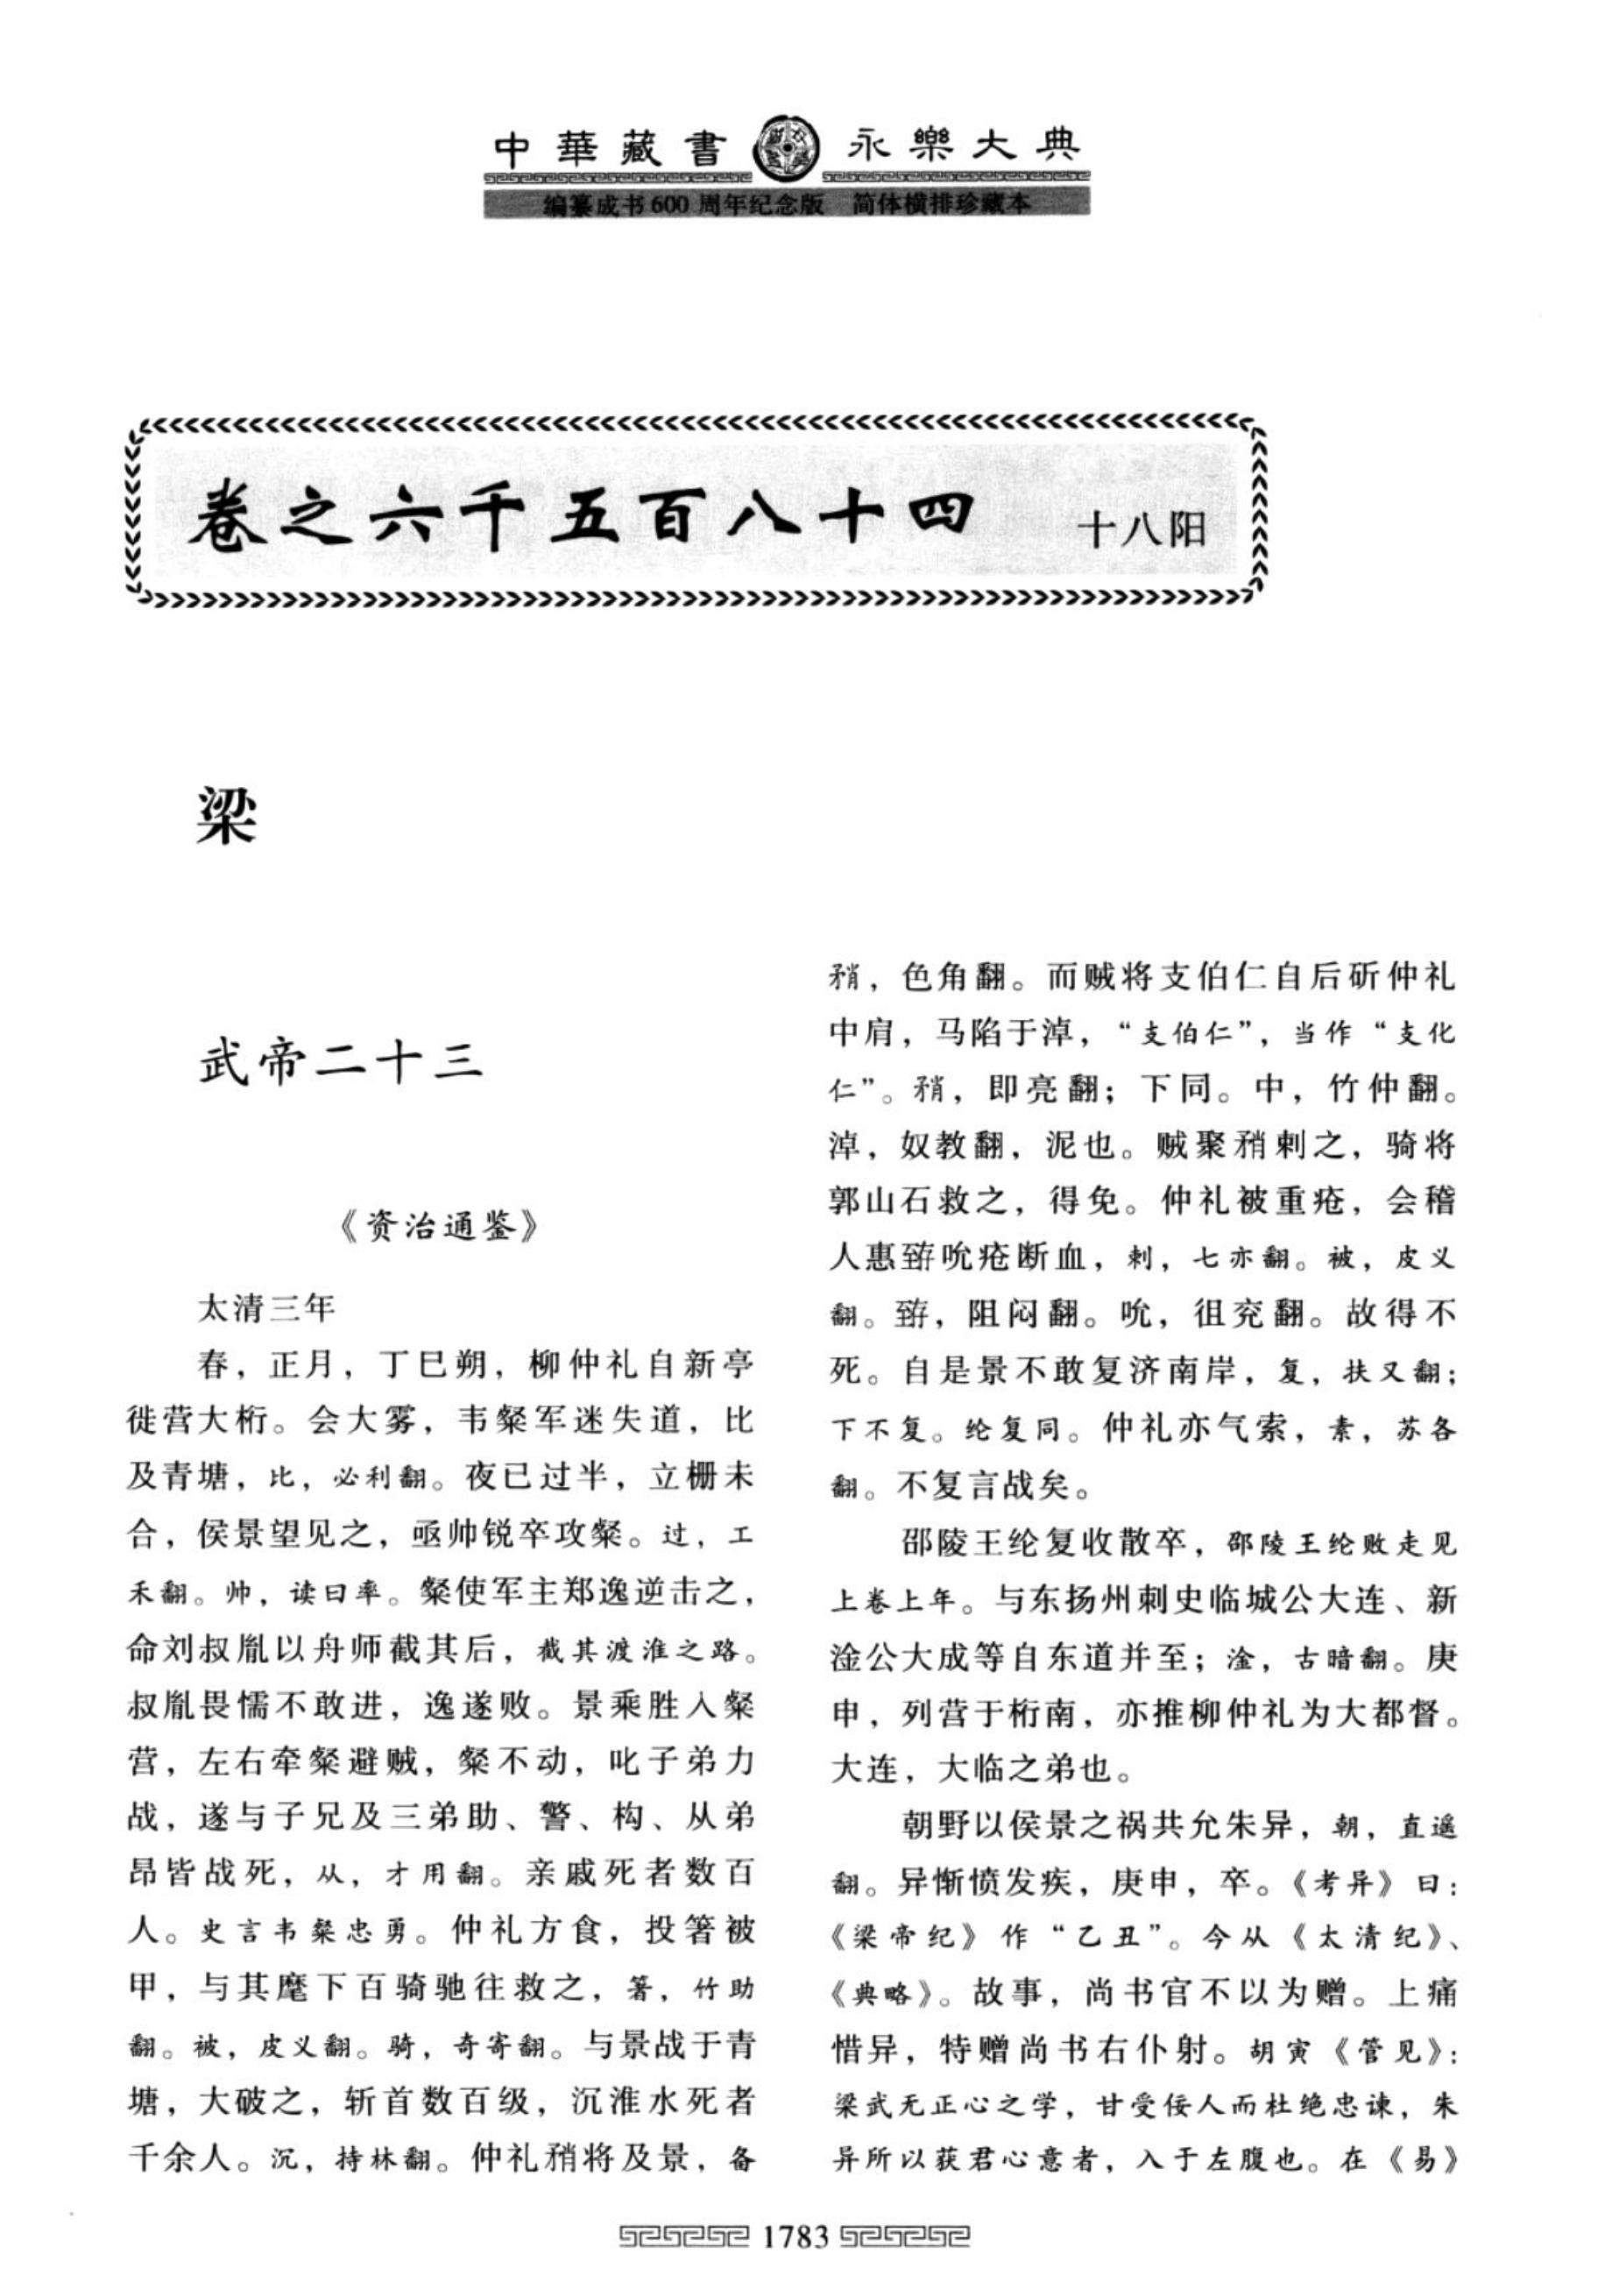 中華藏書 永樂大典
编纂成书600周年纪念版 简体横排珍藏本
卷之六千五百八十四 十八阳
梁
武帝二十三
《资治通鉴》
太清三年
春，正月，丁巳朔，柳仲礼自新亭
徙营大桁。会大雾，韦粲军迷失道，比
及青塘，比，必利翻。夜已过半，立栅未
合，侯景望见之，亟帅锐卒攻粲。过，工
禾翻。帅，读曰率。粲使军主郑逸逆击之，
命刘叔胤以舟师截其后，截其渡淮之路。
叔胤畏懦不敢进，逸遂败。景乘胜入粲
营，左右牵粲避贼，粲不动，叱子弟力
战，遂与子兄及三弟助、警、构、从弟
昂皆战死，从，才用翻。亲戚死者数百
人。史言韦粲忠勇。仲礼方食，投箸被
甲，与其麾下百骑驰往救之，箸，竹助
翻。被，皮义翻。骑，奇寄翻。与景战于青
塘，大破之，斩首数百级，沉淮水死者
千余人。沉，持林翻。仲礼矟将及景，备
矟，色角翻。而贼将支伯仁自后斫仲礼
中肩，马陷于淖，“支伯仁”，当作“支化
仁”。矟，即亮翻；下同。中，竹仲翻。
淖，奴教翻，泥也。贼聚矟刺之，骑将
郭山石救之，得免。仲礼被重疮，会稽
人惠臶吮疮断血，刺，七亦翻。被，皮义
翻。臶，阻闷翻。吮，徂兖翻。故得不
死。自是景不敢复济南岸，复，扶又翻；
下不复。纶复同。仲礼亦气索，素，苏各
翻。不复言战矣。
邵陵王纶复收散卒，邵陵王纶败走见
上卷上年。与东扬州刺史临城公大连、新
淦公大成等自东道并至；淦，古暗翻。庚
申，列营于桁南，亦推柳仲礼为大都督。
大连，大临之弟也。
朝野以侯景之祸共允朱异，朝，直遥
翻。异惭愤发疾，庚申，卒。《考异》曰：
《梁帝纪》作“乙丑”。今从《太清纪》、
《典略》。故事，尚书官不以为赠。上痛
惜异，特赠尚书右仆射。胡寅《管见》：
梁武无正心之学，甘受佞人而杜绝忠谏，朱
异所以获君心意者，入于左腹也。在《易》
1783